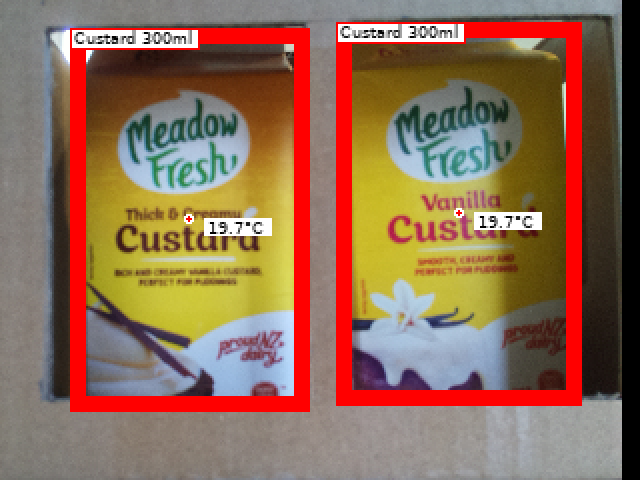 Custard 300ml
Meadow
Fresh
Thick & Creamy
Custard
19.7°C
RICH AND CREAMY VANILLA CUSTARD,
PERFECT FOR PUDDINGS
proud NZ
dairy
Custard 300ml
Meadow
Fresh
Vanilla
Custard
19.7°C
SMOOTH, CREAMY AND
PERFECT FOR PUDDINGS
proud NZ
dairy